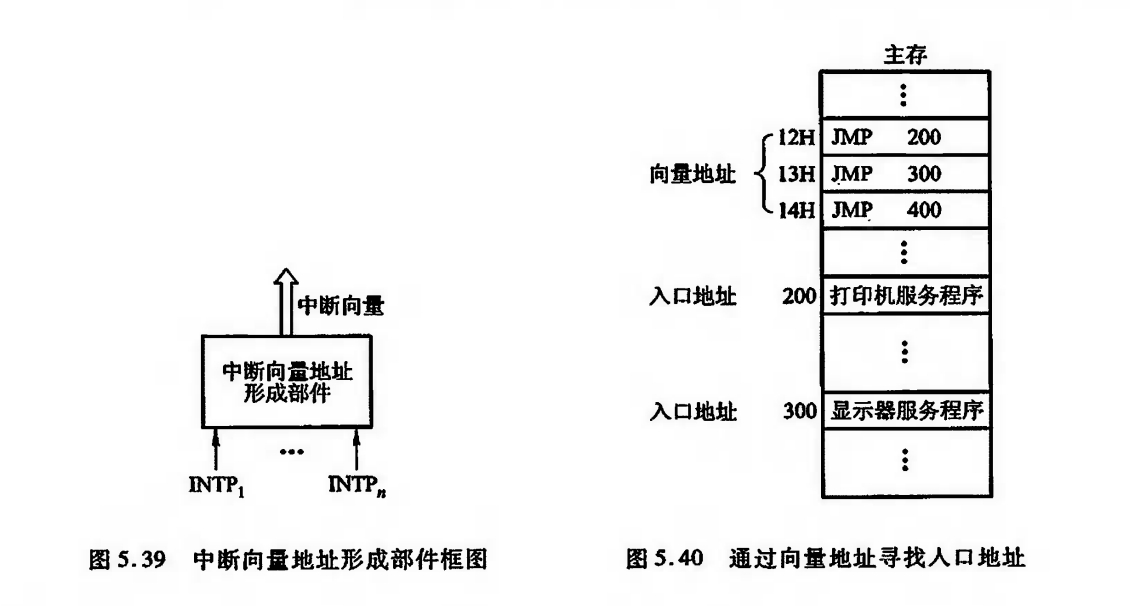 中断向量
中断向量地址
形成部件
INTP1
...
INTPn
图5.39 中断向量地址形成部件框图
主存
向量地址
12H JMP 200
13H JMP 300
14H JMP 400
入口地址 200 打印机服务程序
入口地址 300 显示器服务程序
图5.40 通过向量地址寻找入口地址